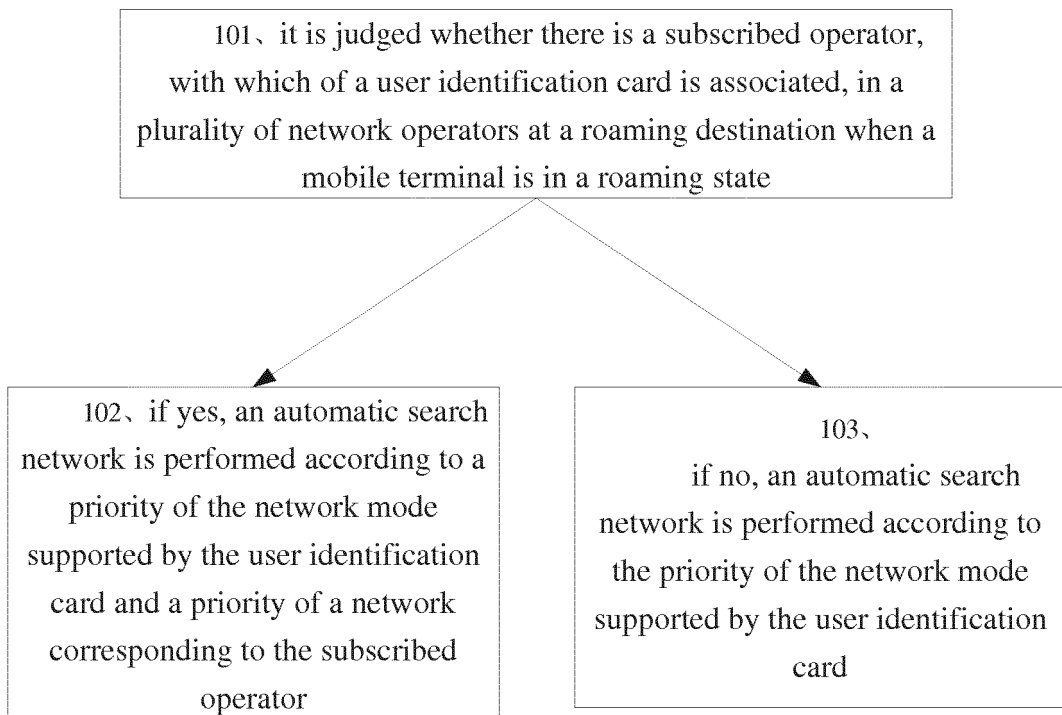 101、it is judged whether there is a subscribed operator,
with which of a user identification card is associated, in a
plurality of network operators at a roaming destination when a
mobile terminal is in a roaming state
102、if yes, an automatic search
network is performed according to a
priority of the network mode
supported by the user identification
card and a priority of a network
corresponding to the subscribed
operator
103、
if no, an automatic search
network is performed according to
the priority of the network mode
supported by the user identification
card